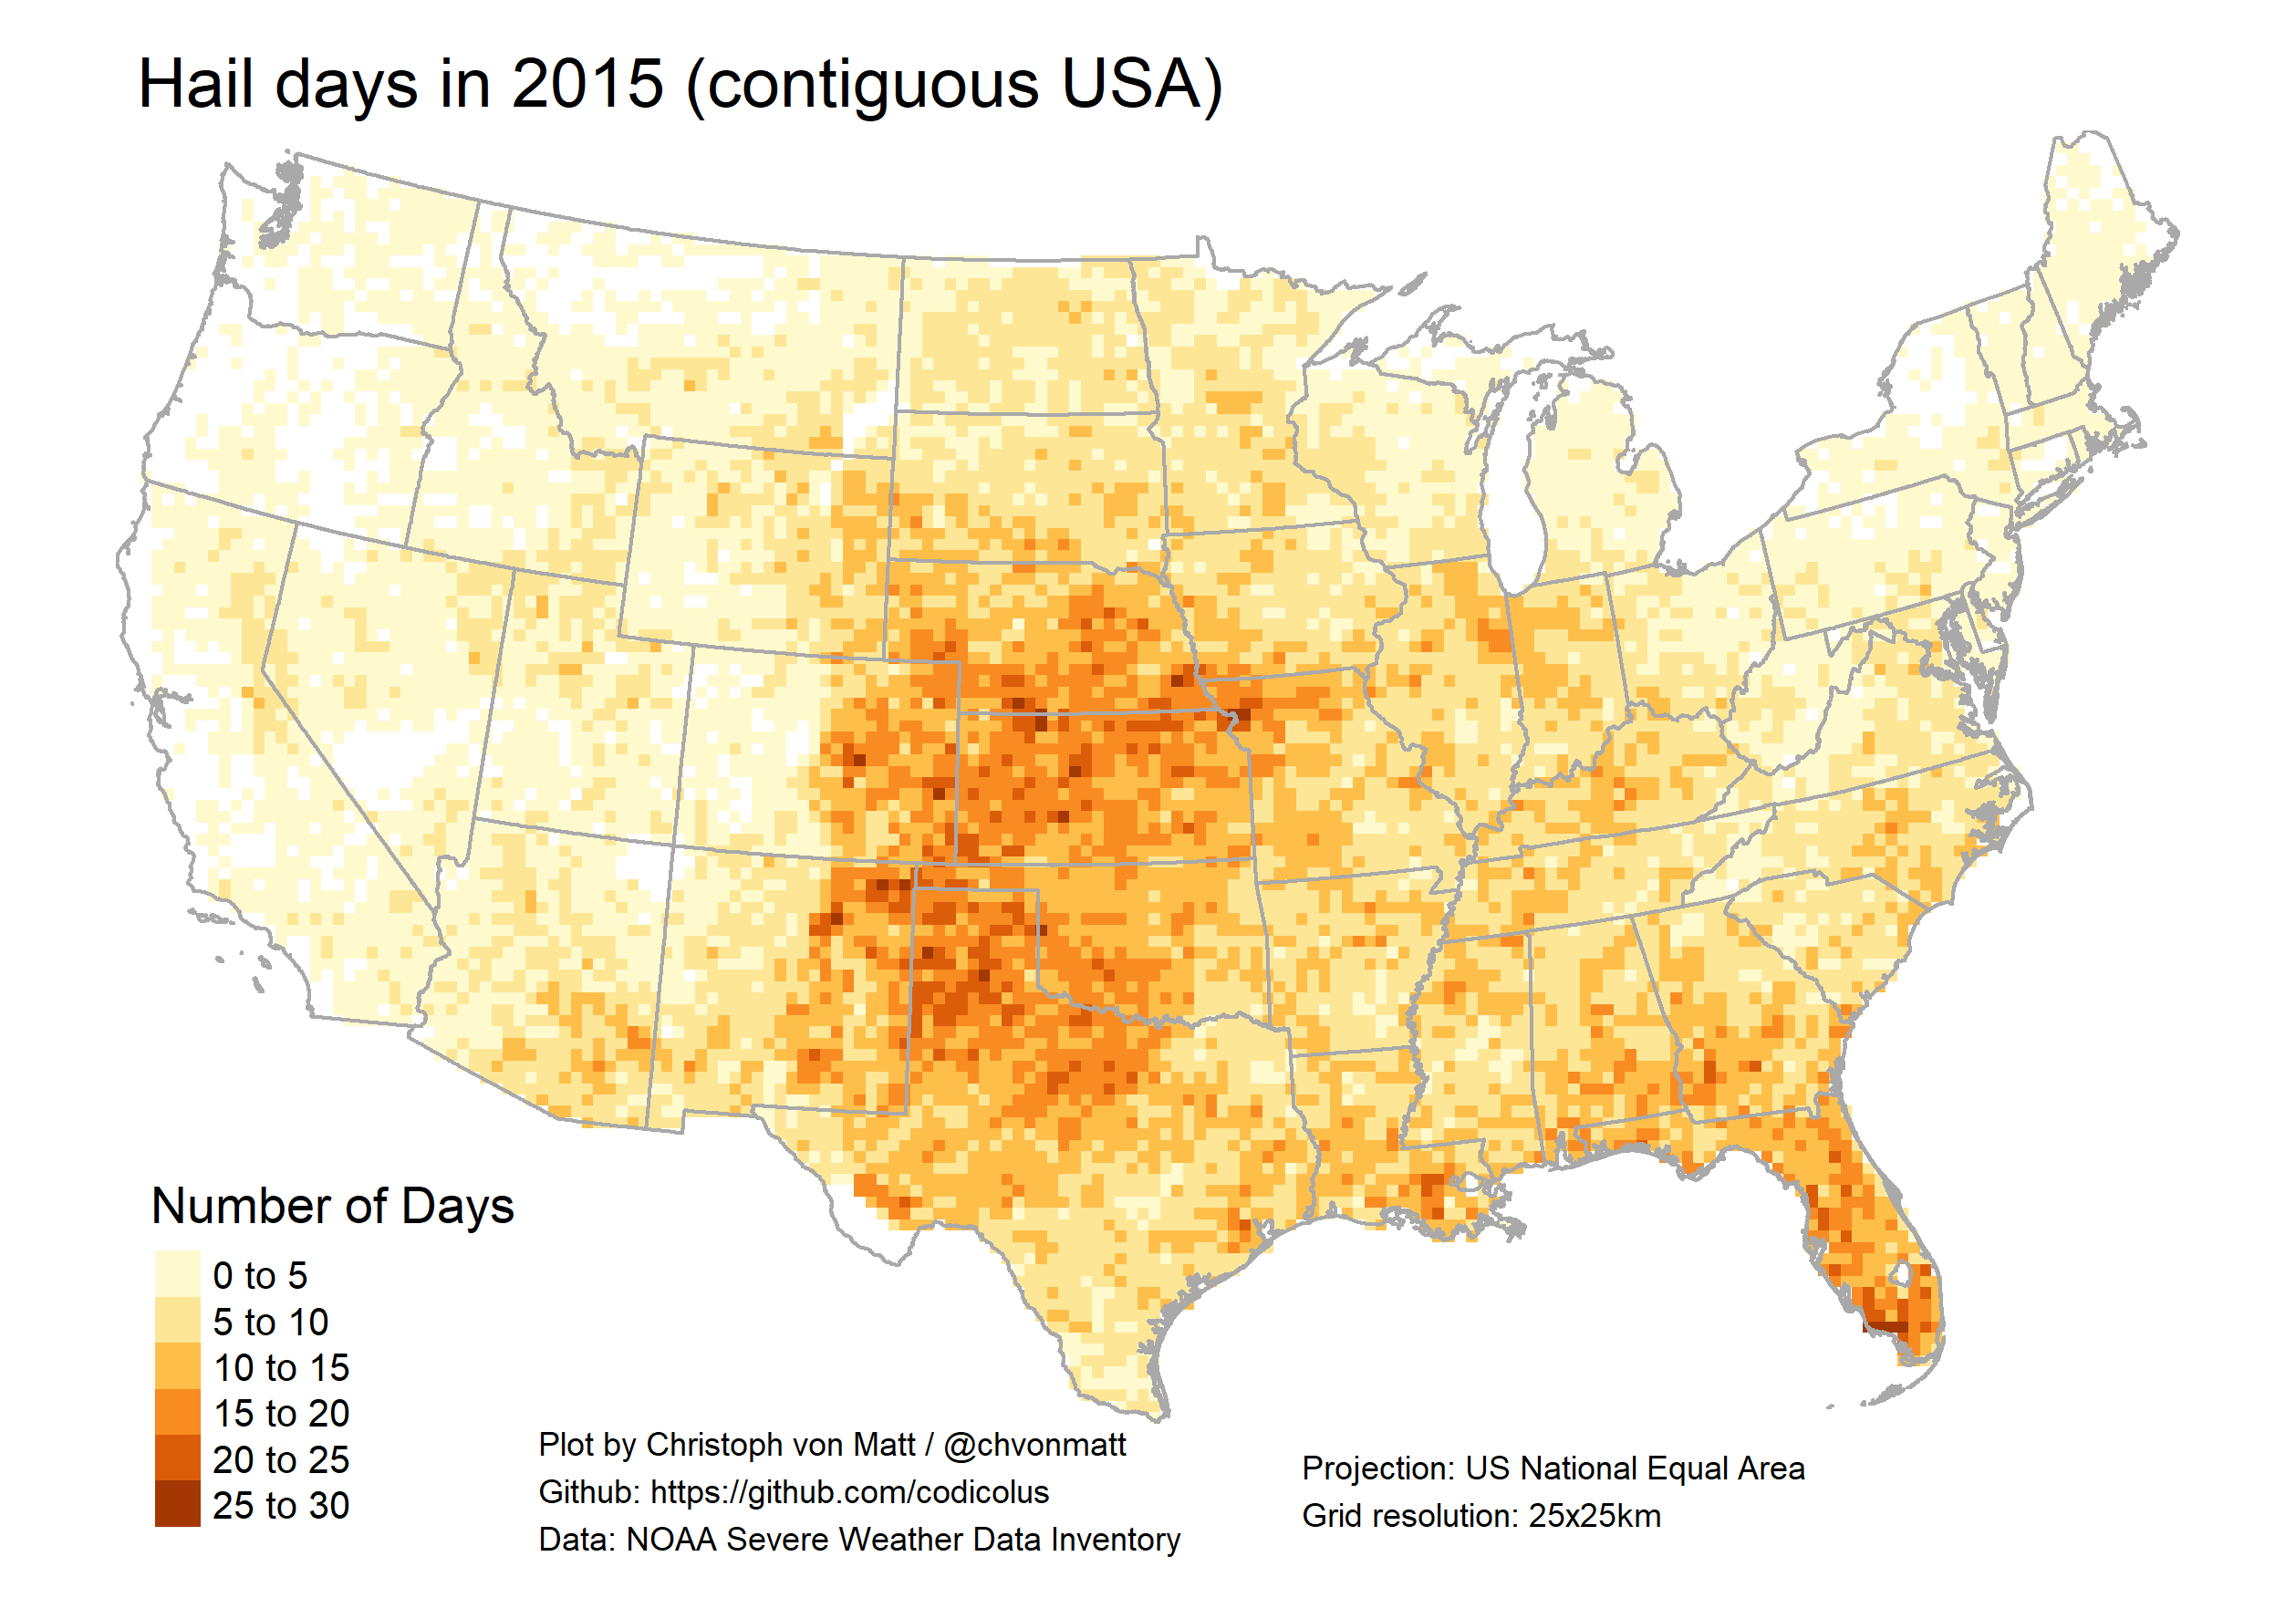 Hail days in 2015 (contiguous USA)
Number of Days
0 to 5
5 to 10
10 to 15
15 to 20
20 to 25
25 to 30
Plot by Christoph von Matt / @chvonmatt
Github: https://github.com/codicolus
Data: NOAA Severe Weather Data Inventory
Projection: US National Equal Area
Grid resolution: 25x25km